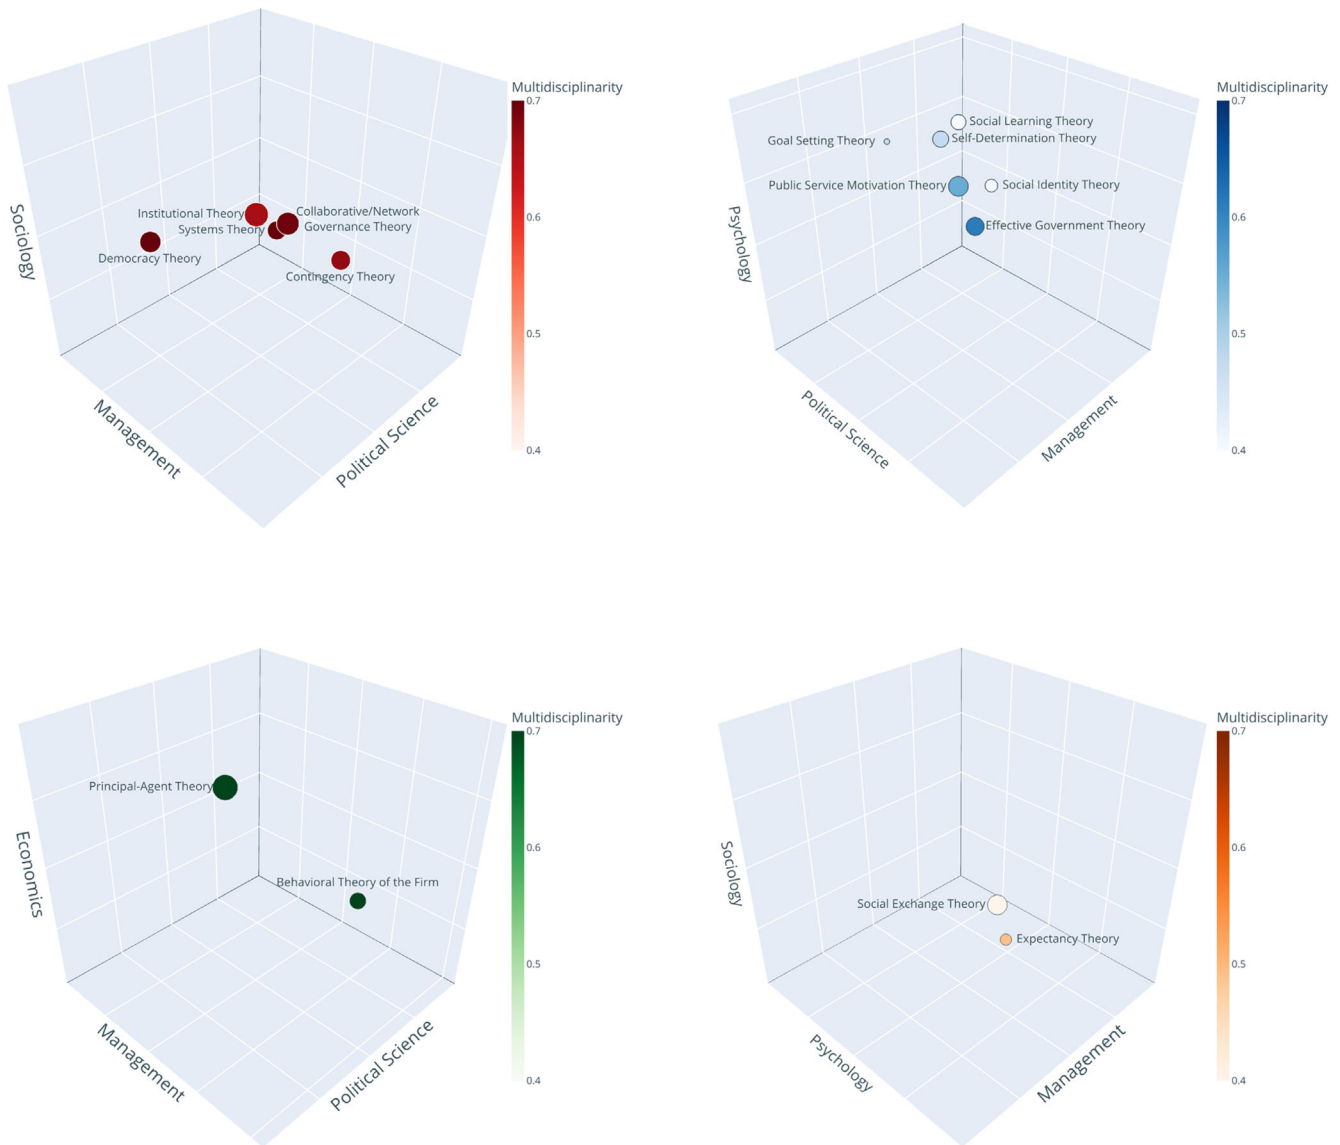 Multidisciplinarity
0.7
0.6
0.5
0.4
Sociology
Institutional Theory
Systems Theory
Collaborative/Network
Governance Theory
Democracy Theory
Contingency Theory
Management
Political Science
Multidisciplinarity
0.7
0.6
0.5
0.4
Psychology
Social Learning Theory
Goal Setting Theory
Self-Determination Theory
Public Service Motivation Theory
Social Identity Theory
Effective Government Theory
Political Science
Management
Multidisciplinarity
0.7
0.6
0.5
0.4
Economics
Principal-Agent Theory
Behavioral Theory of the Firm
Management
Political Science
Multidisciplinarity
0.7
0.6
0.5
0.4
Sociology
Social Exchange Theory
Expectancy Theory
Psychology
Management